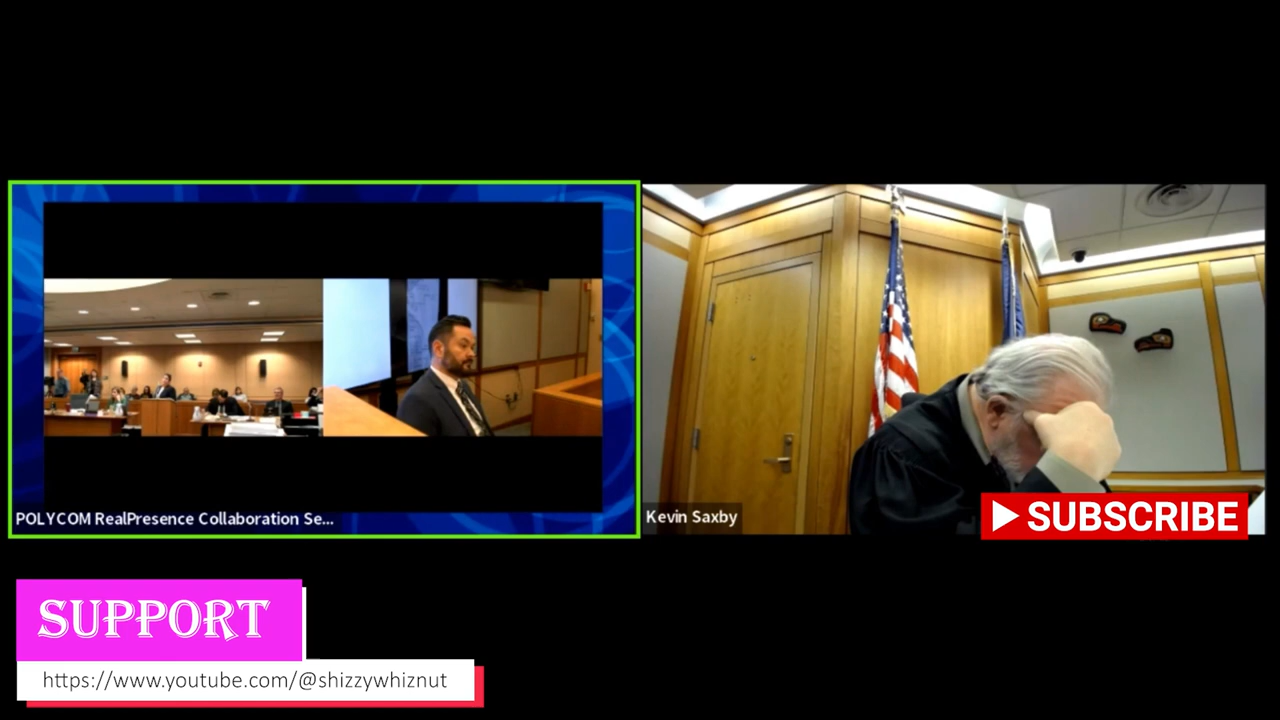 POLYCOM RealPresence Collaboration Se...
Kevin Saxby
SUBSCRIBE
SUPPORT
https://www.youtube.com/@shizzywhiznut